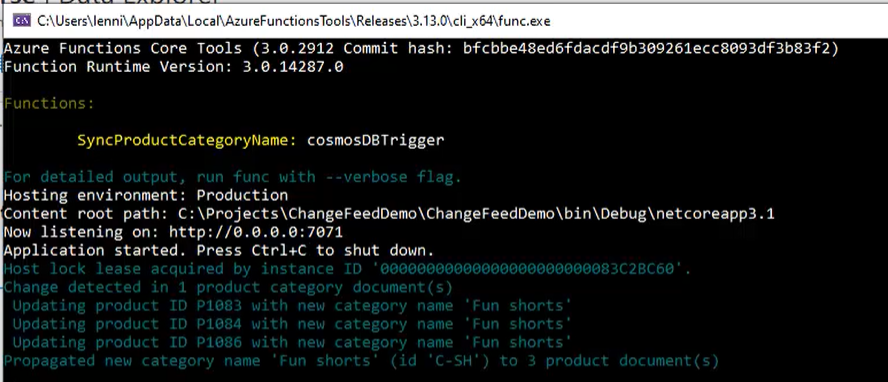 C:\Users\lenni\AppData\Local\AzureFunctionsTools\Releases\3.13.0\cli_x64\func.exe
Azure Functions Core Tools (3.0.2912 Commit hash: bfcbbe48ed6fdacdf9b309261ecc8093df3b83f2)
Function Runtime Version: 3.0.14287.0
Functions:
SyncProductCategoryName: cosmosDBTrigger
For detailed output, run func with --verbose flag.
Hosting environment: Production
Content root path: C:\Projects\ChangeFeedDemo\ChangeFeedDemo\bin\Debug\netcoreapp3.1
Now listening on: http://0.0.0.0:7071
Application started. Press Ctrl+C to shut down.
Host lock lease acquired by instance ID '00000000000000000000000083C2BC60'.
Change detected in 1 product category document(s)
Updating product ID P1083 with new category name 'Fun shorts'
Updating product ID P1084 with new category name 'Fun shorts'
Updating product ID P1086 with new category name 'Fun shorts'
Propagated new category name 'Fun shorts' (id 'C-SH') to 3 product document(s)